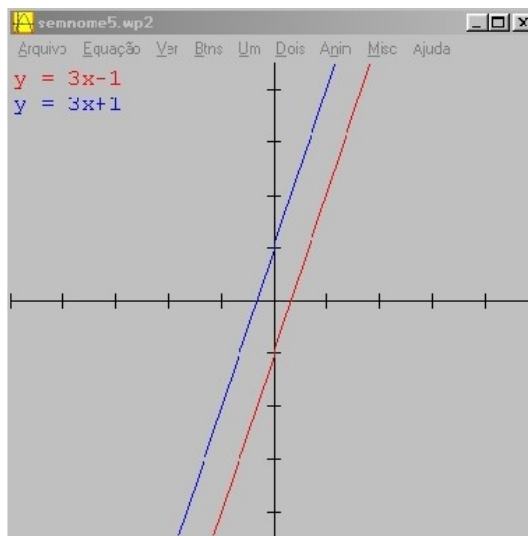 semnome5.wp2
Arquivo Equação Ver Btns Um Dois Anim Misc Ajuda
y = 3x-1
y = 3x+1